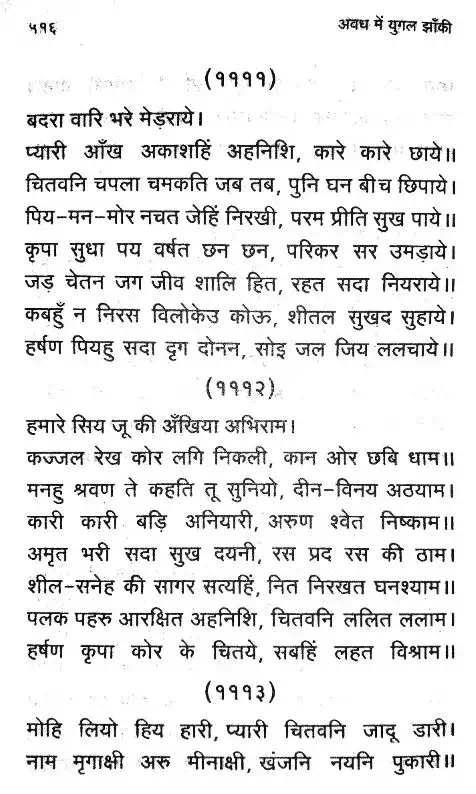 ५१६ अवध में युगल झाँकी
(११११)
बदरा वारि भरे मेड़राये।
प्यारी आँख अकाशहिं अहनिशि, कारे कारे छाये॥
चितवनि चपला चमकति जब तब, पुनि घन बीच छिपाये।
पिय-मन-मोर नचत जेहिं निरखी, परम प्रीति सुख पाये॥
कृपा सुधा पय वर्षत छन छन, परिकर सर उमड़ाये।
जड़ चेतन जग जीव शालि हित, रहत सदा नियराये॥
कबहुँ न निरस विलोकेउ कोऊ, शीतल सुखद सुहाये।
हर्षण पियहु सदा दृग दोनन, सोइ जल जिय ललचाये॥
(१११२)
हमारे सिय जू की अँखिया अभिराम।
कज्जल रेख कोर लगि निकली, कान ओर छबि धाम॥
मनहु श्रवण ते कहति तू सुनियो, दीन-विनय अठयाम।
कारी कारी बड़ि अनियारी, अरुण श्वेत निष्काम॥
अमृत भरी सदा सुख दयनी, रस प्रद रस की ठाम।
शील-सनेह की सागर सत्यहिं, नित निरखत घनश्याम॥
पलक पहरु आरक्षित अहनिशि, चितवनि ललित ललाम।
हर्षण कृपा कोर के चितये, सबहिं लहत विश्राम॥
(१११३)
मोहि लियो हिय हारी, प्यारी चितवनि जादू डारी।
नाम मृगाक्षी अरु मीनाक्षी, खंजनि नयनि पुकारी॥